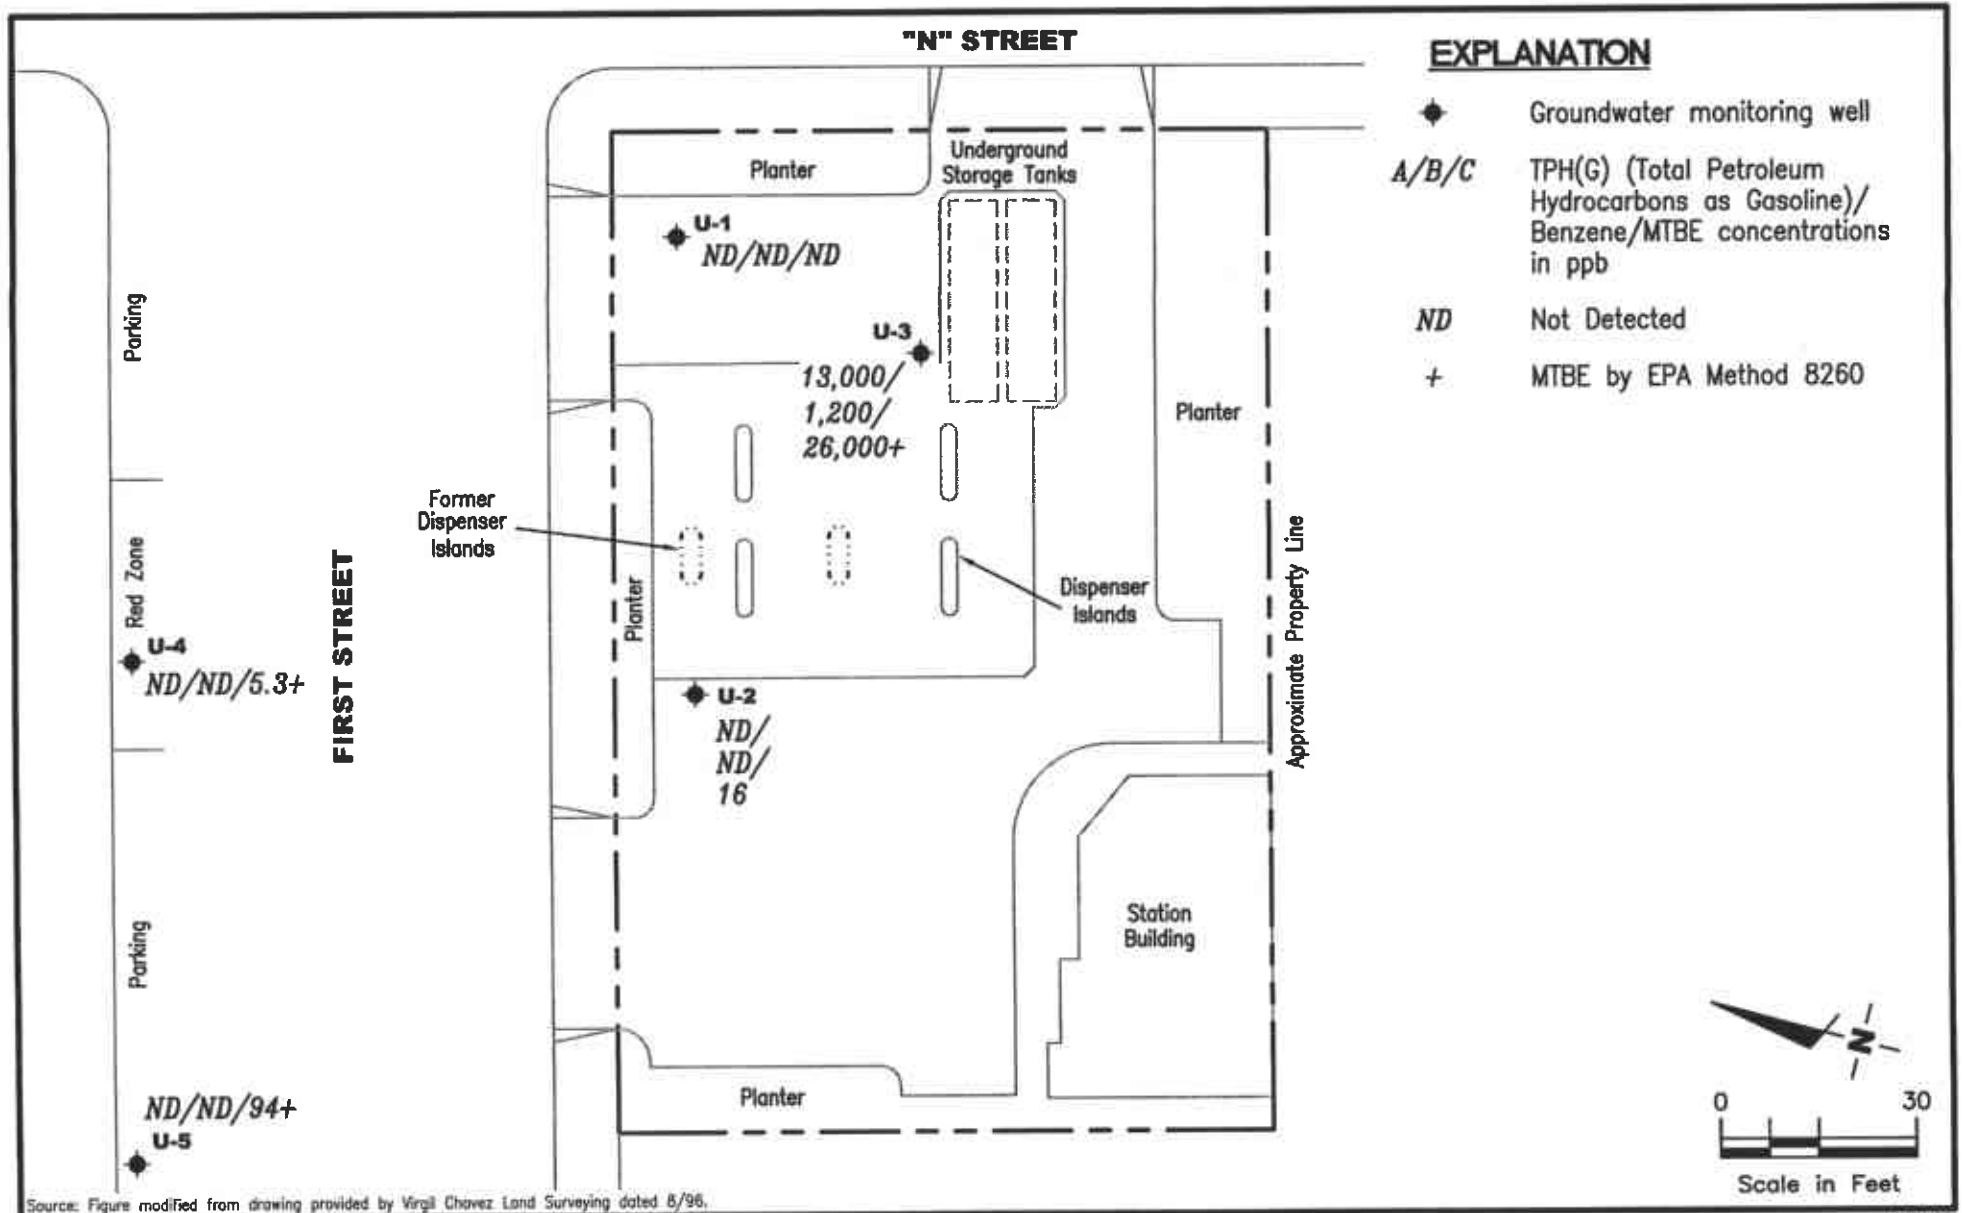 "N" STREET
EXPLANATION
Groundwater monitoring well
A/B/C TPH(G) (Total Petroleum
Hydrocarbons as Gasoline)/
Benzene/MTBE concentrations
in ppb
ND Not Detected
+ MTBE by EPA Method 8260
Planter
Underground
Storage Tanks
U-1
ND/ND/ND
U-3
13,000/
1,200/
26,000+
Parking
Planter
Former
Dispenser
Islands
Red Zone
FIRST STREET
Planter
Dispenser
Islands
Approximate Property Line
U-4
ND/ND/5.3+
U-2
ND/
ND/
16
Parking
Station
Building
ND/ND/94+
U-5
Planter
N
0 30
Scale in Feet
Source: Figure modified from drawing provided by Virgil Chavez Land Surveying dated 8/96.